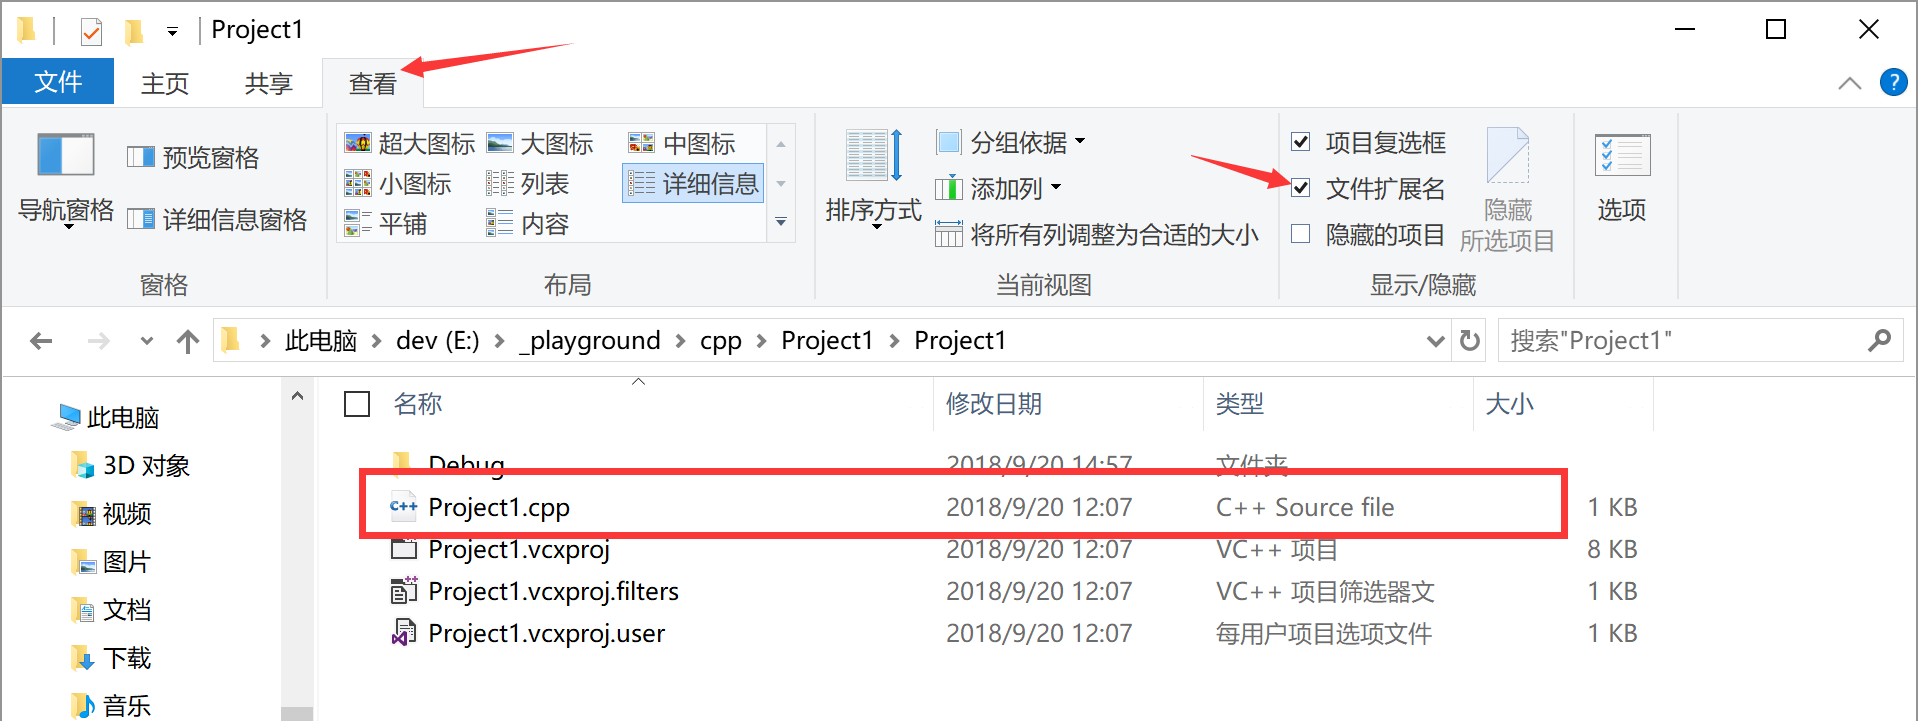 Project1
文件 主页 共享 查看
导航窗格
预览窗格
详细信息窗格
窗格
超大图标 大图标 中图标
小图标 列表 详细信息
平铺 内容
布局
排序方式
分组依据
添加列
将所有列调整为合适的大小
当前视图
项目复选框
文件扩展名
隐藏的项目
隐藏
所选项目
显示/隐藏
选项
此电脑 dev (E:) _playground cpp Project1 Project1
搜索"Project1"
此电脑
3D 对象
视频
图片
文档
下载
音乐
名称 修改日期 类型 大小
Debug 2018/9/20 14:57 文件夹
C++ Project1.cpp 2018/9/20 12:07 C++ Source file 1 KB
Project1.vcxproj 2018/9/20 12:07 VC++ 项目 8 KB
Project1.vcxproj.filters 2018/9/20 12:07 VC++ 项目筛选器文 1 KB
Project1.vcxproj.user 2018/9/20 12:07 每用户项目选项文件 1 KB